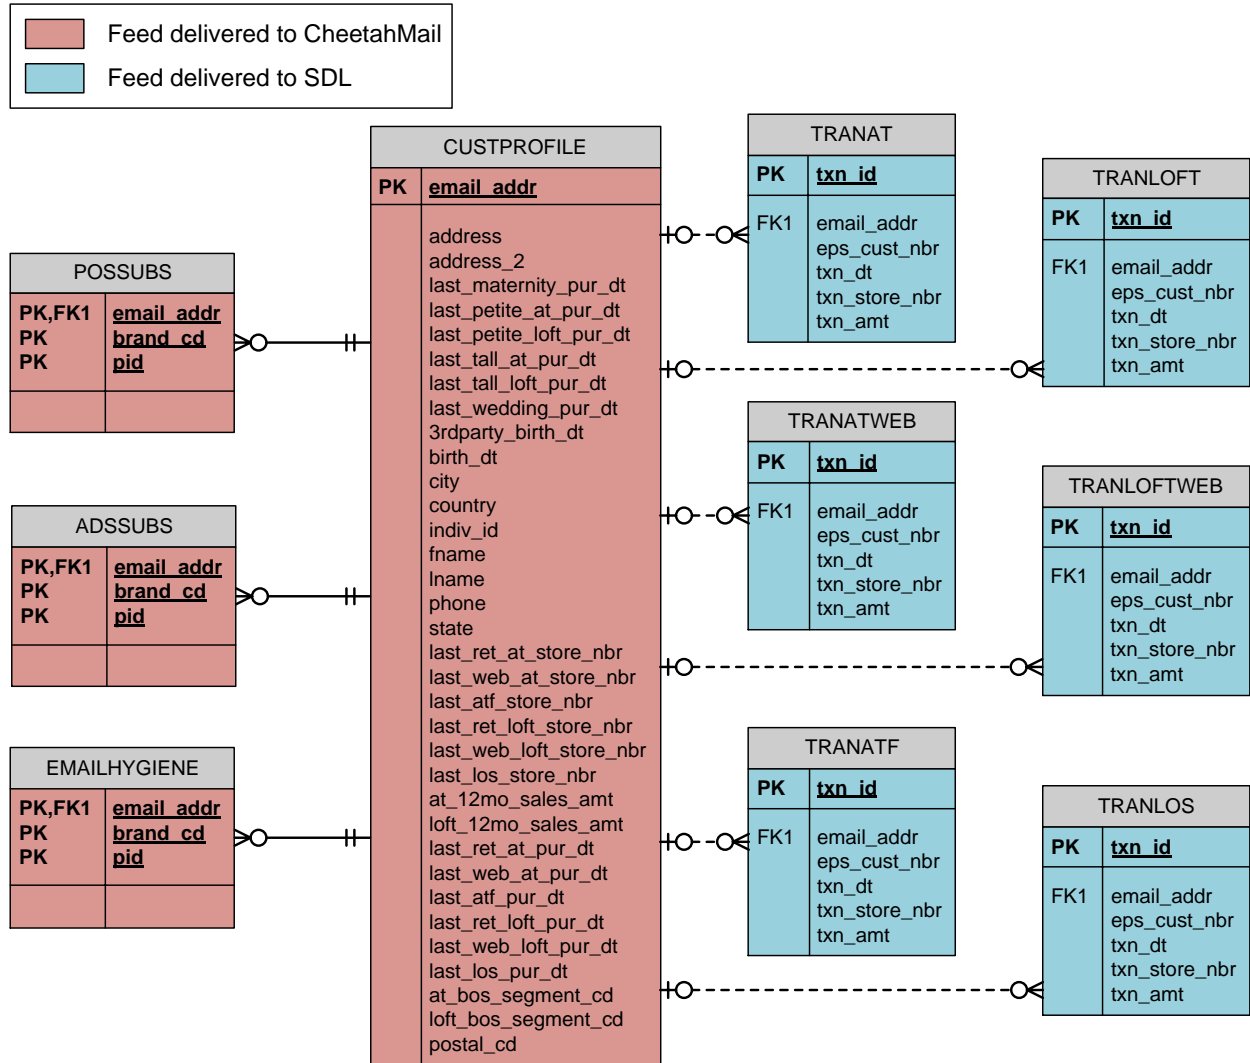 Feed delivered to CheetahMail
Feed delivered to SDL
CUSTPROFILE
PK email_addr
address
address_2
last_maternity_pur_dt
last_petite_at_pur_dt
last_petite_loft_pur_dt
last_tall_at_pur_dt
last_tall_loft_pur_dt
last_wedding_pur_dt
3rdparty_birth_dt
birth_dt
city
country
indiv_id
fname
lname
phone
state
last_ret_at_store_nbr
last_web_at_store_nbr
last_atf_store_nbr
last_ret_loft_store_nbr
last_web_loft_store_nbr
last_los_store_nbr
at_12mo_sales_amt
loft_12mo_sales_amt
last_ret_at_pur_dt
last_web_at_pur_dt
last_atf_pur_dt
last_ret_loft_pur_dt
last_web_loft_pur_dt
last_los_pur_dt
at_bos_segment_cd
loft_bos_segment_cd
postal_cd
POSSUBS
PK,FK1 email_addr
PK brand_cd
PK pid
ADSSUBS
PK,FK1 email_addr
PK brand_cd
PK pid
EMAILHYGIENE
PK,FK1 email_addr
PK brand_cd
PK pid
TRANAT
PK txn_id
FK1 email_addr
eps_cust_nbr
txn_dt
txn_store_nbr
txn_amt
TRANLOFT
PK txn_id
FK1 email_addr
eps_cust_nbr
txn_dt
txn_store_nbr
txn_amt
TRANATWEB
PK txn_id
FK1 email_addr
eps_cust_nbr
txn_dt
txn_store_nbr
txn_amt
TRANLOFTWEB
PK txn_id
FK1 email_addr
eps_cust_nbr
txn_dt
txn_store_nbr
txn_amt
TRANATF
PK txn_id
FK1 email_addr
eps_cust_nbr
txn_dt
txn_store_nbr
txn_amt
TRANLOS
PK txn_id
FK1 email_addr
eps_cust_nbr
txn_dt
txn_store_nbr
txn_amt